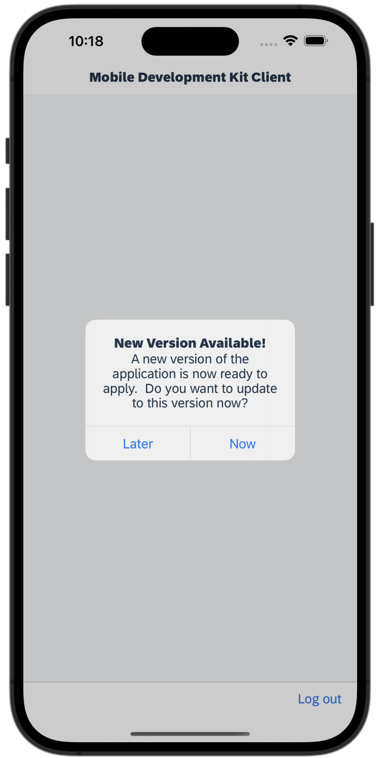 10:18
Mobile Development Kit Client
New Version Available!
A new version of the
application is now ready to
apply.  Do you want to update
to this version now?
Later
Now
Log out